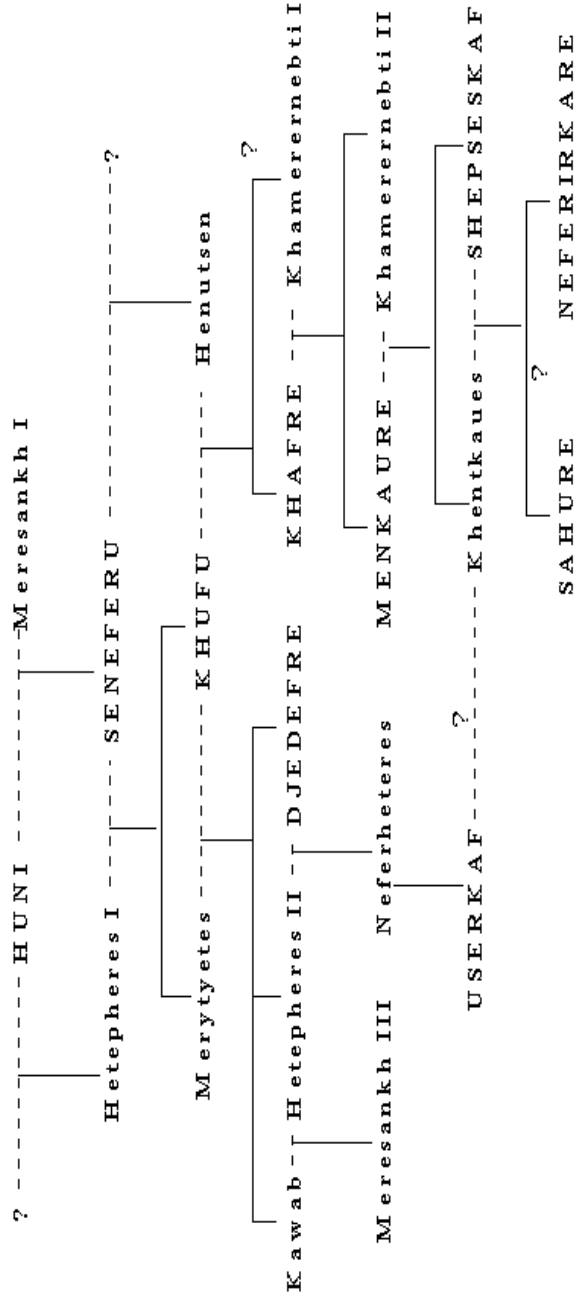 ? HUNI Meresankh I
Hetepheres I SENEFERU ?
Merytyetes KHUFU Henutsen
?
Kawab Hetepheres II DJEDEFRE KHAFRE Khamerernebti I
Meresankh III Neferheteres MENKAURE Khamerernebti II
?
USERKAF Khentkaues SHEPSESKAF
?
SAHURE NEFERIRKARE